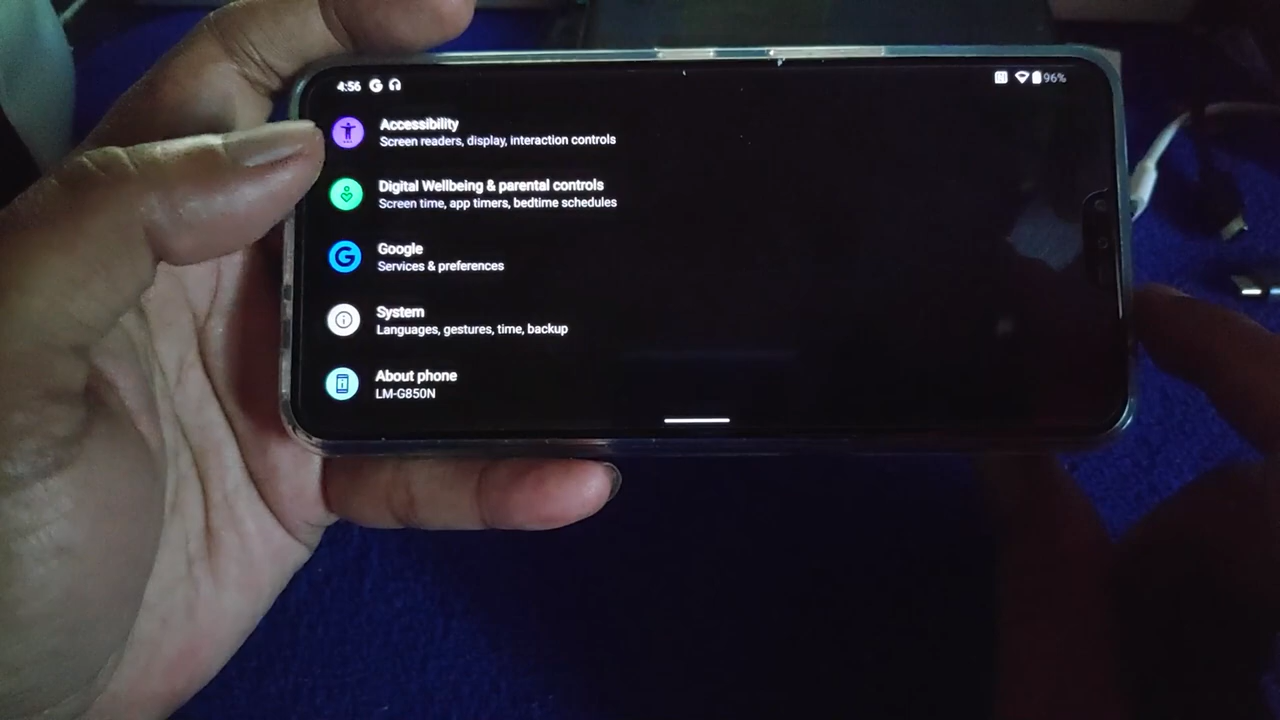 4:56
96%
Accessibility
Screen readers, display, interaction controls
Digital Wellbeing & parental controls
Screen time, app timers, bedtime schedules
Google
Services & preferences
System
Languages, gestures, time, backup
About phone
LM-G850N